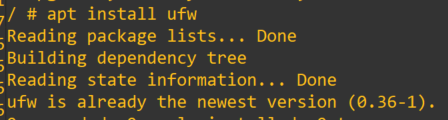 / # apt install ufw
Reading package lists... Done
Building dependency tree
Reading state information... Done
ufw is already the newest version (0.36-1).